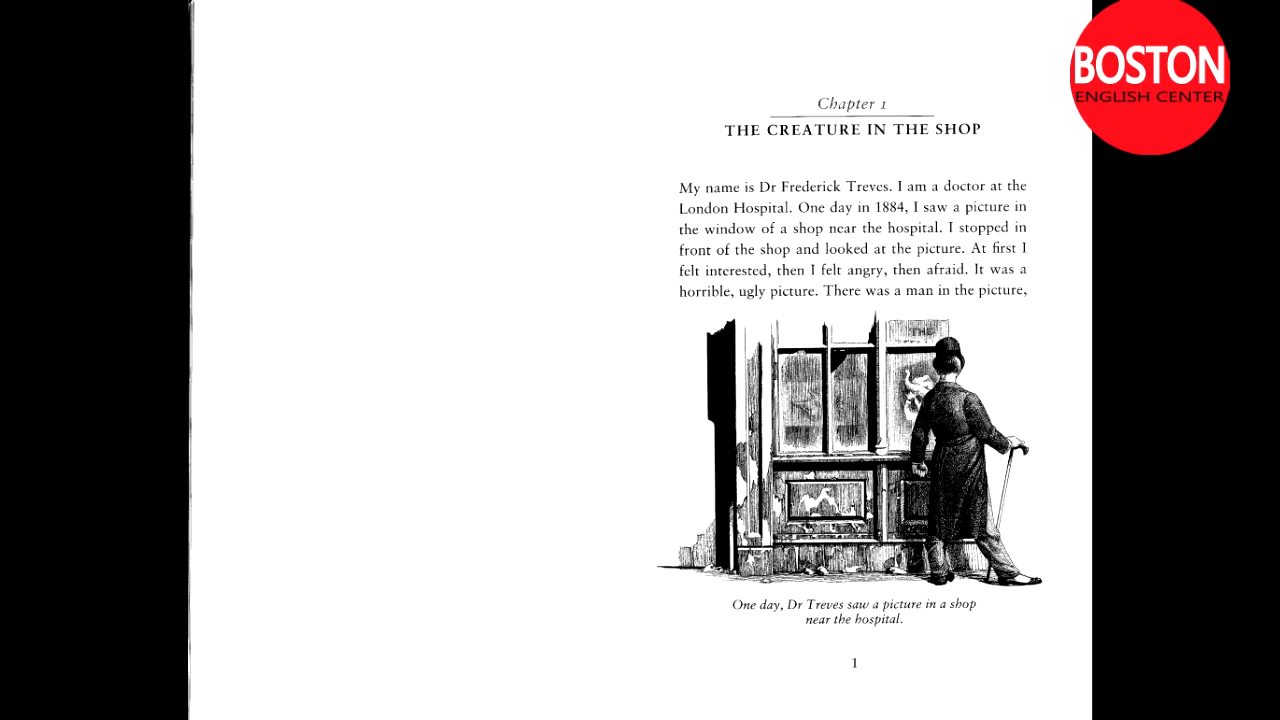 BOSTON
ENGLISH CENTER
Chapter 1
THE CREATURE IN THE SHOP
My name is Dr Frederick Treves. I am a doctor at the
London Hospital. One day in 1884, I saw a picture in
the window of a shop near the hospital. I stopped in
front of the shop and looked at the picture. At first I
felt interested, then I felt angry, then afraid. It was a
horrible, ugly picture. There was a man in the picture,
One day, Dr Treves saw a picture in a shop
near the hospital.
1